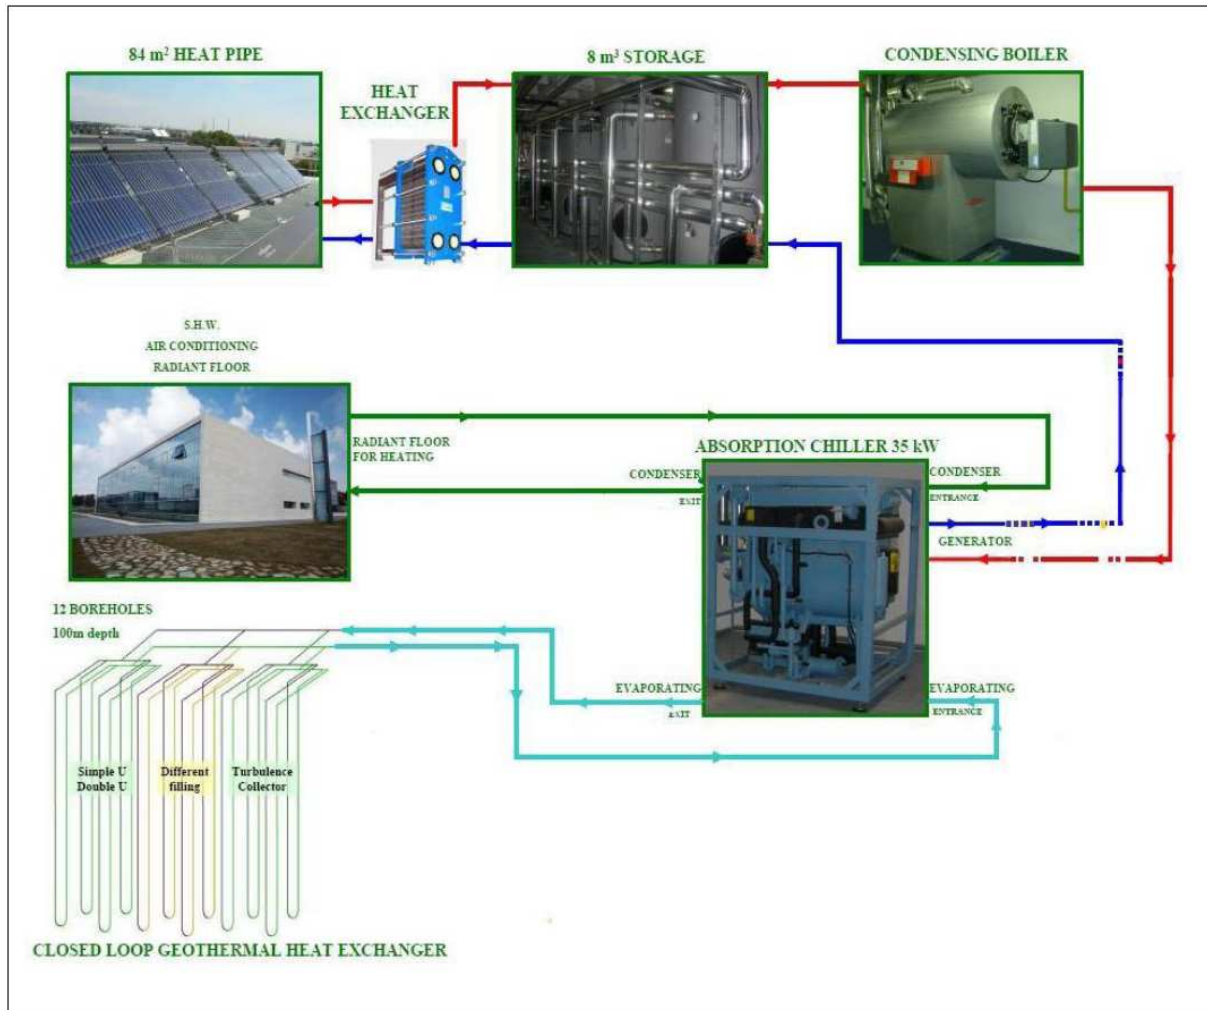 84 m² HEAT PIPE
8 m³ STORAGE
CONDENSING BOILER
HEAT
EXCHANGER
S.H.W.
AIR CONDITIONING
RADIANT FLOOR
RADIANT FLOOR
FOR HEATING
ABSORPTION CHILLER 35 kW
CONDENSER
EXIT
CONDENSER
ENTRANCE
GENERATOR
12 BOREHOLES
100m depth
EVAPORATING
EXIT
EVAPORATING
ENTRANCE
Simple U
Double U
Different
filling
Turbulence
Collector
CLOSED LOOP GEOTHERMAL HEAT EXCHANGER